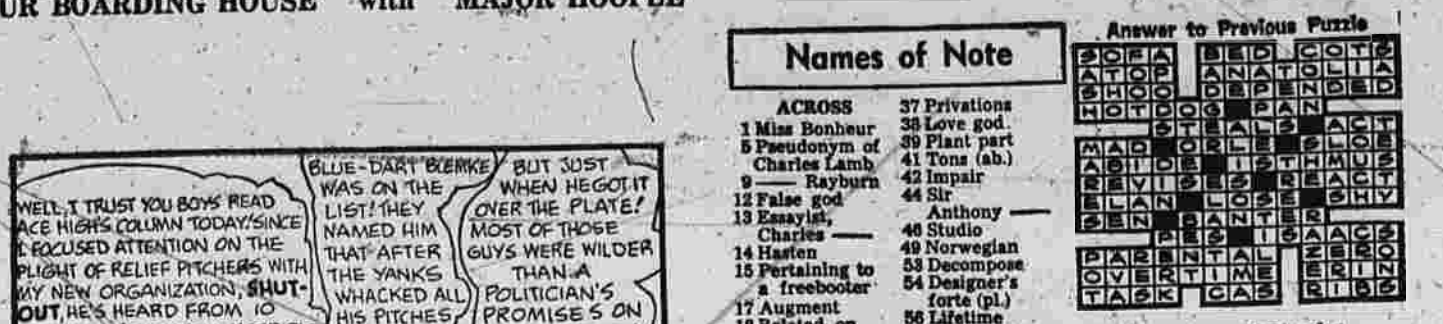 UR BOARDING HOUSE with MAJOR HOOPLE
WELL, I TRUST YOU BOYS READ
ACE HIGH'S COLUMN TODAY! SINCE
I FOCUSED ATTENTION ON THE
PLIGHT OF RELIEF PITCHERS WITH
MY NEW ORGANIZATION, SHUT-
OUT, HE'S HEARD FROM 10
BLUE-DART BLEMKE
WAS ON THE
LIST! THEY
NAMED HIM
THAT AFTER
THE YANKS
WHACKED ALL
HIS PITCHES
BUT JUST
WHEN HE GOT IT
OVER THE PLATE!
MOST OF THOSE
GUYS WERE WILDER
THAN A
POLITICIAN'S
PROMISES ON
Names of Note
ACROSS
1 Miss Bonheur
5 Pseudonym of
Charles Lamb
9 —— Rayburn
12 False god
13 Essayist,
Charles ——
14 Hasten
15 Pertaining to
a freebooter
17 Augment
37 Privations
38 Love god
39 Plant part
41 Tons (ab.)
42 Impair
44 Sir
Anthony ——
46 Studio
49 Norwegian
53 Decompose
54 Designer's
forte (pl.)
56 Lifetime
Answer to Previous Puzzle
SOFA BED COTS
ATOP ANATOLIA
SHOO DEPENDED
HOTDOG PAN
STEALS ACT
MAD ORLE SLOE
ABIDE ISTHMUS
REVISES REACT
ELAN LOSE SHY
SEN BANTER
PES ISAACS
PARENTAL ZERO
OVERTIME ERIN
TASK GAS RIBS